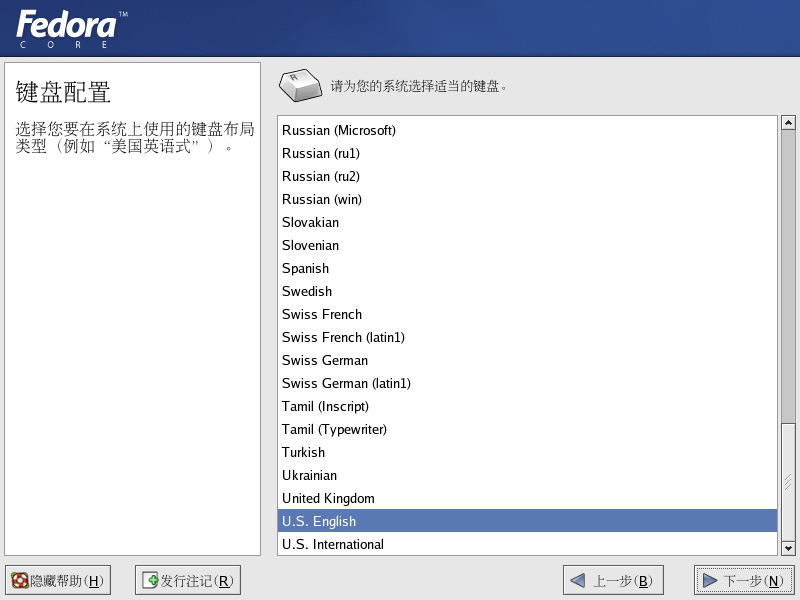 Fedora™
CORE
键盘配置
选择您要在系统上使用的键盘布局
类型（例如“美国英语式”）。
请为您的系统选择适当的键盘。
Russian (Microsoft)
Russian (ru1)
Russian (ru2)
Russian (win)
Slovakian
Slovenian
Spanish
Swedish
Swiss French
Swiss French (latin1)
Swiss German
Swiss German (latin1)
Tamil (Inscript)
Tamil (Typewriter)
Turkish
Ukrainian
United Kingdom
U.S. English
U.S. International
隐藏帮助(H)
发行注记(R)
上一步(B)
下一步(N)